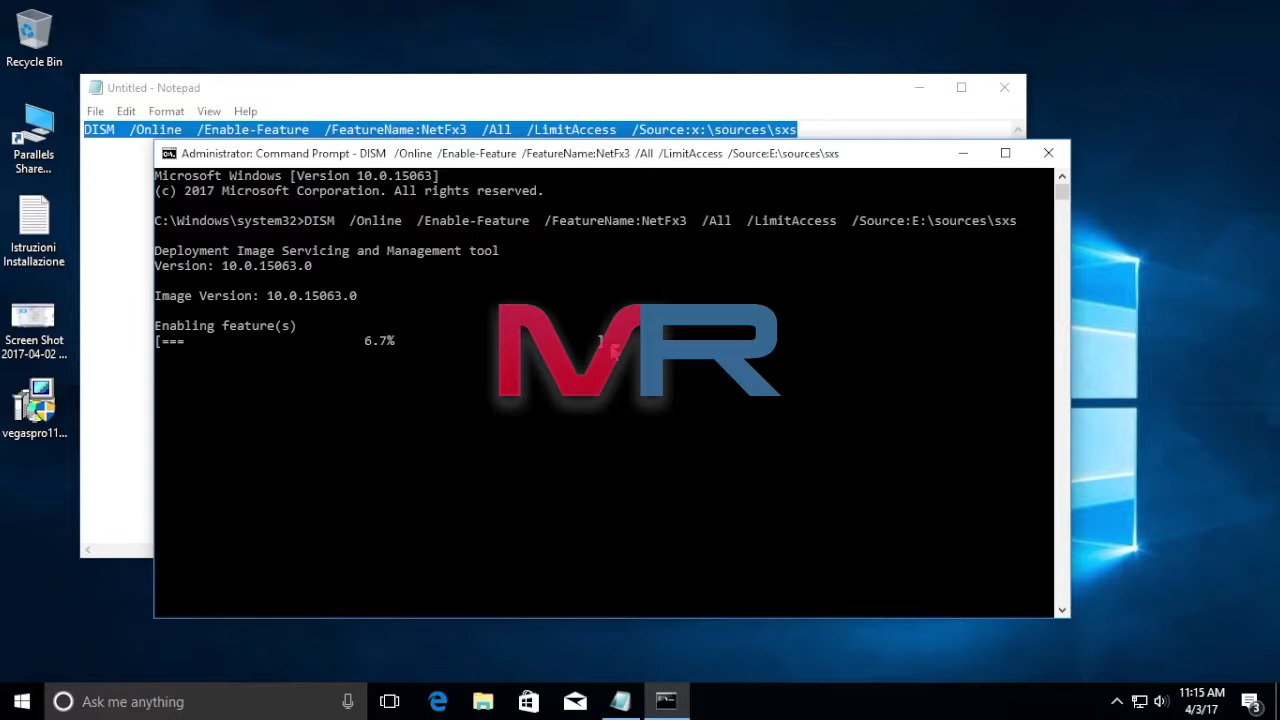 Recycle Bin
Parallels
Share...
Istruzioni
Installazione
Screen Shot
2017-04-02 ...
vegaspro11...
Untitled - Notepad
File Edit Format View Help
DISM /Online /Enable-Feature /FeatureName:NetFx3 /All /LimitAccess /Source:x:\sources\sxs
Administrator: Command Prompt - DISM /Online /Enable-Feature /FeatureName:NetFx3 /All /LimitAccess /Source:E:\sources\sxs
Microsoft Windows [Version 10.0.15063]
(c) 2017 Microsoft Corporation. All rights reserved.
C:\Windows\system32>DISM /Online /Enable-Feature /FeatureName:NetFx3 /All /LimitAccess /Source:E:\sources\sxs
Deployment Image Servicing and Management tool
Version: 10.0.15063.0
Image Version: 10.0.15063.0
Enabling feature(s)
[=== 6.7% ]
MR
Ask me anything
11:15 AM
4/3/17
3